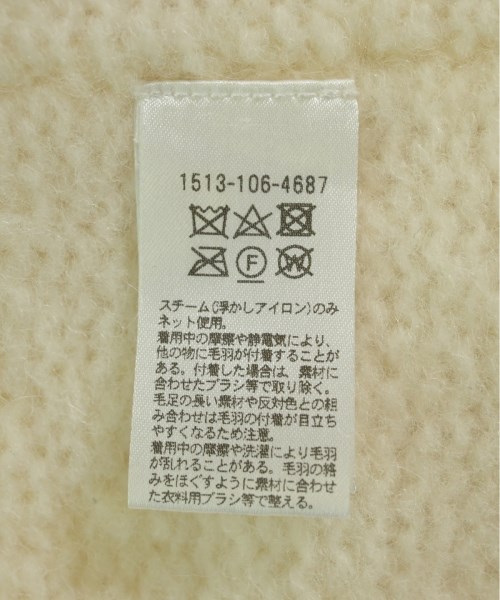 1513-106-4687
F
W
スチーム(浮かしアイロン)のみ
ネット使用。
着用中の摩擦や静電気により、
他の物に毛羽が付着することが
ある。付着した場合は、素材に
合わせたブラシ等で取り除く。
毛足の長い素材や反対色との組
み合わせは毛羽の付着が目立ち
やすくなるため注意。
着用中の摩擦や洗濯により毛羽
が乱れることがある。毛羽の絡
みをほぐすように素材に合わせ
た衣料用ブラシ等で整える。